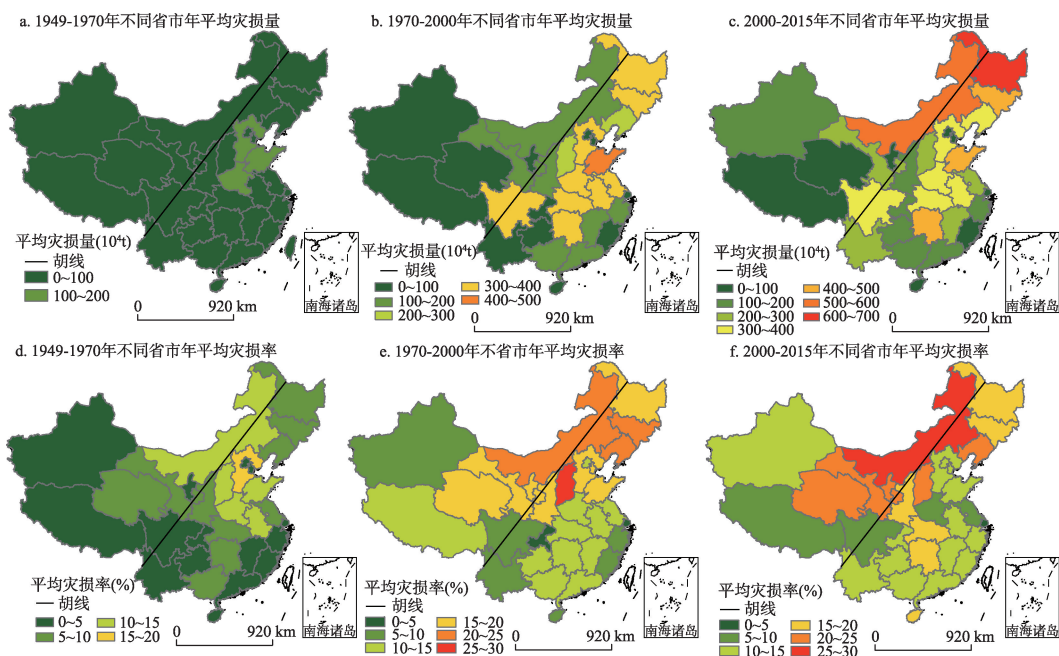 a. 1949-1970年不同省市年平均灾损量
b. 1970-2000年不同省市年平均灾损量
c. 2000-2015年不同省市年平均灾损量
平均灾损量(10⁴t)
胡线
0~100
100~200
0
920 km
南海诸岛
平均灾损量(10⁴t)
胡线
0~100
100~200
200~300
300~400
400~500
0
920 km
南海诸岛
平均灾损量(10⁴t)
胡线
0~100
100~200
200~300
300~400
400~500
500~600
600~700
0
920 km
南海诸岛
d. 1949-1970年不同省市年平均灾损率
e. 1970-2000年不省市年平均灾损率
f. 2000-2015年不同省市年平均灾损率
平均灾损率(%)
胡线
0~5
5~10
10~15
15~20
0
920 km
南海诸岛
平均灾损率(%)
胡线
0~5
5~10
10~15
15~20
20~25
25~30
0
920 km
南海诸岛
平均灾损率(%)
胡线
0~5
5~10
10~15
15~20
20~25
25~30
0
920 km
南海诸岛